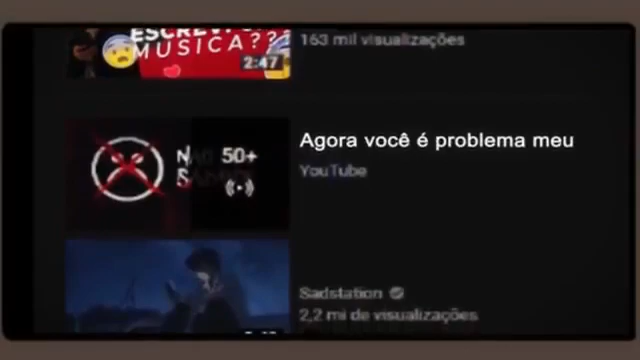 MUSICA???
163 mil visualizações
2:47
Agora você é problema meu
50+
YouTube
Sadstation
2,2 mi de visualizações